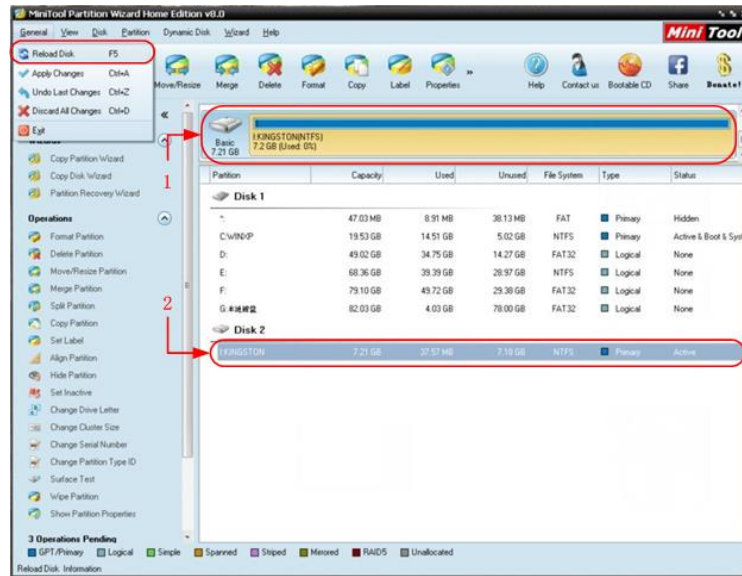 MiniTool Partition Wizard Home Edition v8.0
General View Disk Partition Dynamic Disk Wizard Help
Mini Tool
Reload Disk F5
Apply Changes Ctrl+A
Undo Last Changes Ctrl+Z
Discard All Changes Ctrl+D
Exit
Move/Resize Merge Delete Format Copy Label Properties » Help Contact us Bootable CD Share Donate!
«
Basic
7.21 GB
I:KINGSTON(NTFS)
7.2 GB (Used: 0%)
1
Copy Partition Wizard
Copy Disk Wizard
Partition Recovery Wizard
Operations
Format Partition
Delete Partition
Move/Resize Partition
Merge Partition
Split Partition
Copy Partition
Set Label
Align Partition
Hide Partition
Set Inactive
Change Drive Letter
Change Cluster Size
Change Serial Number
Change Partition Type ID
Surface Test
Wipe Partition
Show Partition Properties
3 Operations Pending
2
Partition Capacity Used Unused File System Type Status
Disk 1
*: 47.03 MB 8.91 MB 38.13 MB FAT Primary Hidden
C:WINXP 19.53 GB 14.51 GB 5.02 GB NTFS Primary Active & Boot & Syst
D: 49.02 GB 34.75 GB 14.27 GB FAT32 Logical None
E: 68.36 GB 39.39 GB 28.97 GB NTFS Logical None
F: 79.10 GB 49.72 GB 29.38 GB FAT32 Logical None
G:本地磁盘 82.03 GB 4.03 GB 78.00 GB FAT32 Logical None
Disk 2
I:KINGSTON 7.21 GB 37.57 MB 7.18 GB NTFS Primary Active
GPT/Primary Logical Simple Spanned Striped Mirrored RAID5 Unallocated
Reload Disk Information